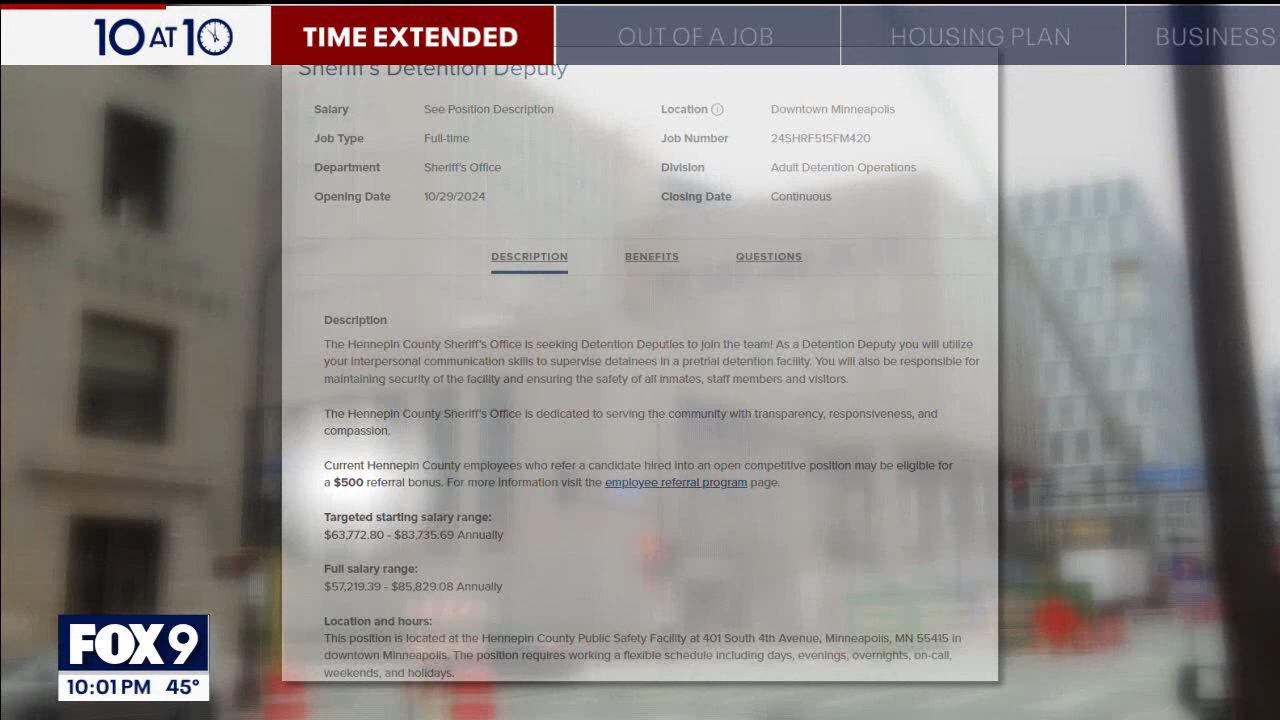 10 AT 10
TIME EXTENDED
OUT OF A JOB
HOUSING PLAN
BUSINESS
Sheriff's Detention Deputy
Salary See Position Description Location Downtown Minneapolis
Job Type Full-time Job Number 24SHRF515FM420
Department Sheriff's Office Division Adult Detention Operations
Opening Date 10/29/2024 Closing Date Continuous
DESCRIPTION BENEFITS QUESTIONS
Description
The Hennepin County Sheriff's Office is seeking Detention Deputies to join the team! As a Detention Deputy you will utilize
your interpersonal communication skills to supervise detainees in a pretrial detention facility. You will also be responsible for
maintaining security of the facility and ensuring the safety of all inmates, staff members and visitors.
The Hennepin County Sheriff's Office is dedicated to serving the community with transparency, responsiveness, and
compassion.
Current Hennepin County employees who refer a candidate hired into an open competitive position may be eligible for
a $500 referral bonus. For more information visit the employee referral program page.
Targeted starting salary range:
$63,772.80 - $83,735.69 Annually
Full salary range:
$57,219.39 - $85,829.08 Annually
Location and hours:
This position is located at the Hennepin County Public Safety Facility at 401 South 4th Avenue, Minneapolis, MN 55415 in
downtown Minneapolis. The position requires working a flexible schedule including days, evenings, overnights, on-call,
weekends, and holidays.
FOX 9
10:01 PM 45°